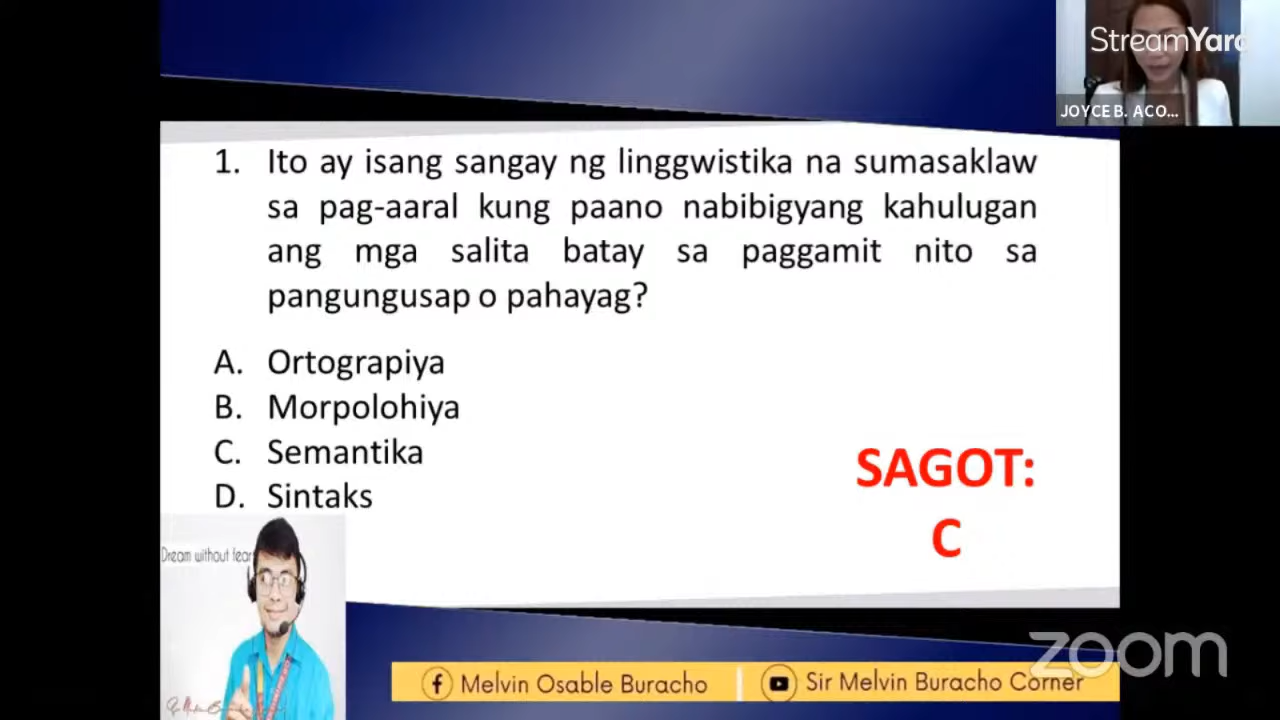 StreamYard
JOYCE B. ACO...
1. Ito ay isang sangay ng linggwistika na sumasaklaw
sa pag-aaral kung paano nabibigyang kahulugan
ang mga salita batay sa paggamit nito sa
pangungusap o pahayag?
A. Ortograpiya
B. Morpolohiya
C. Semantika
D. Sintaks
SAGOT:
C
Dream without fear
zoom
Melvin Osable Buracho
Sir Melvin Buracho Corner